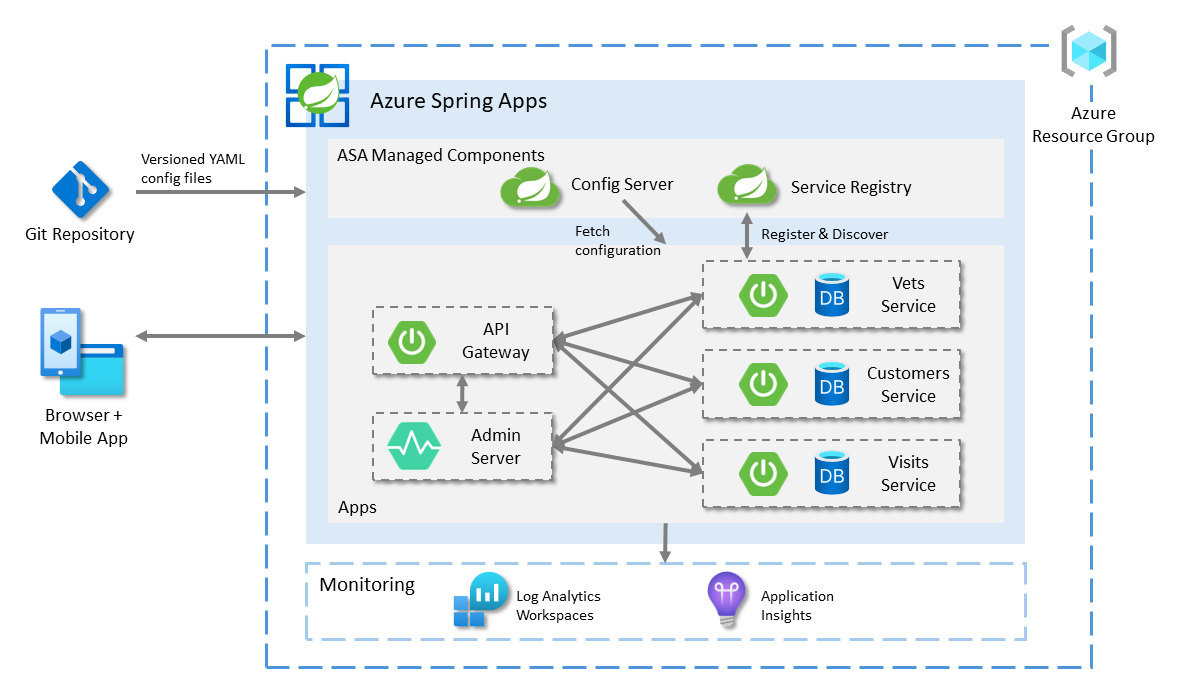 Azure Spring Apps
Azure
Resource Group
ASA Managed Components
Versioned YAML
config files
Config Server
Service Registry
Git Repository
Fetch
configuration
Register & Discover
Vets
Service
DB
API
Gateway
Customers
Service
DB
Browser +
Mobile App
Admin
Server
Visits
Service
DB
Apps
Monitoring
Log Analytics
Workspaces
Application
Insights